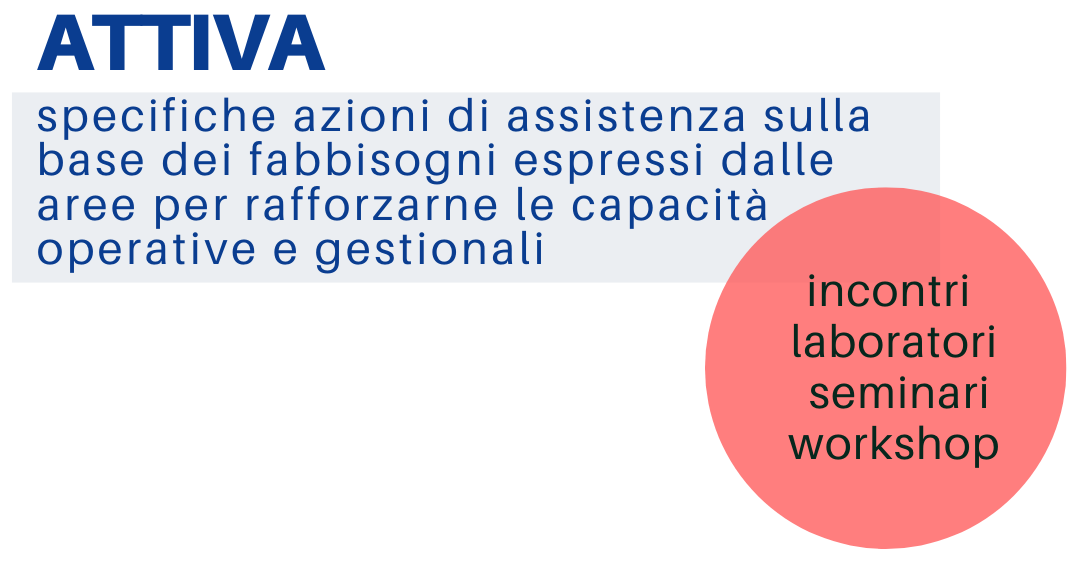 ATTIVA
specifiche azioni di assistenza sulla
base dei fabbisogni espressi dalle
aree per rafforzarne le capacità
operative e gestionali
incontri
laboratori
seminari
workshop